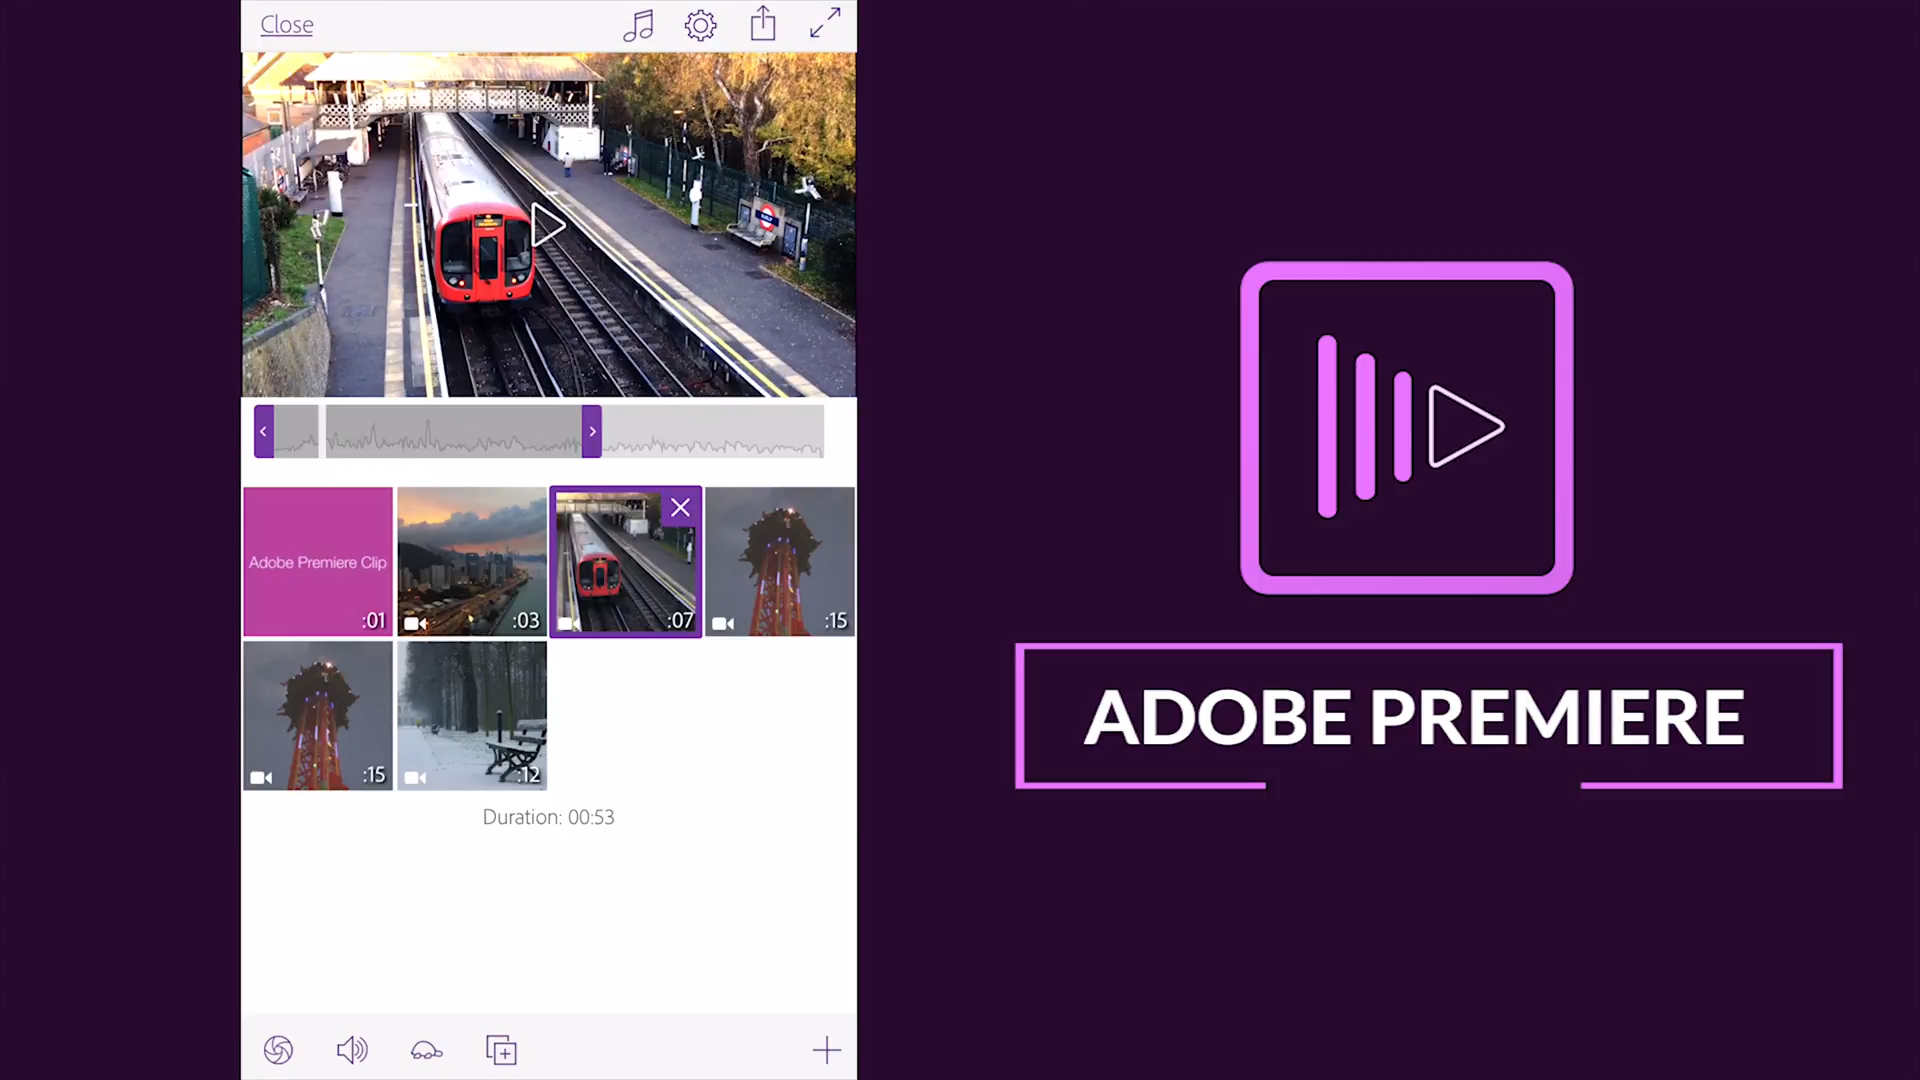 Close
Adobe Premiere Clip
:01
:03
:07
:15
:15
:12
Duration: 00:53
ADOBE PREMIERE